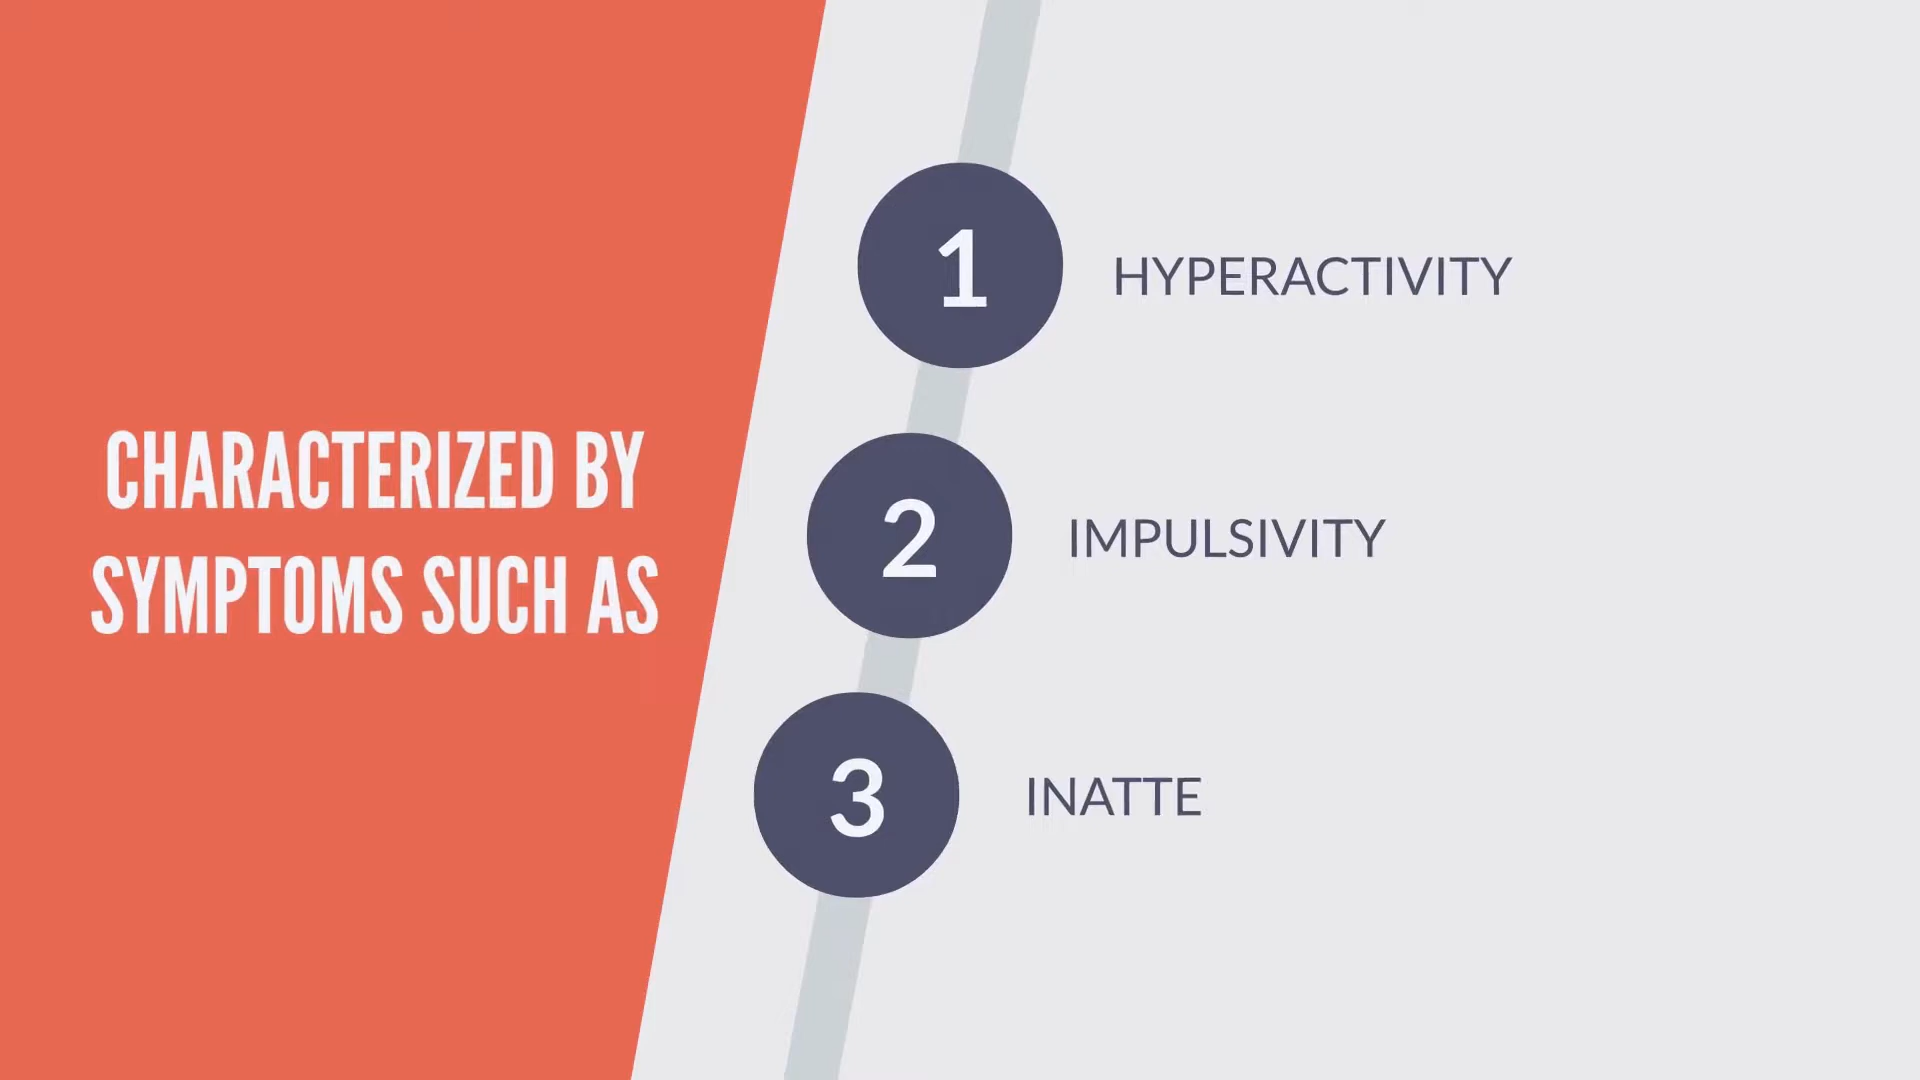 CHARACTERIZED BY
SYMPTOMS SUCH AS
1
HYPERACTIVITY
2
IMPULSIVITY
3
INATTE